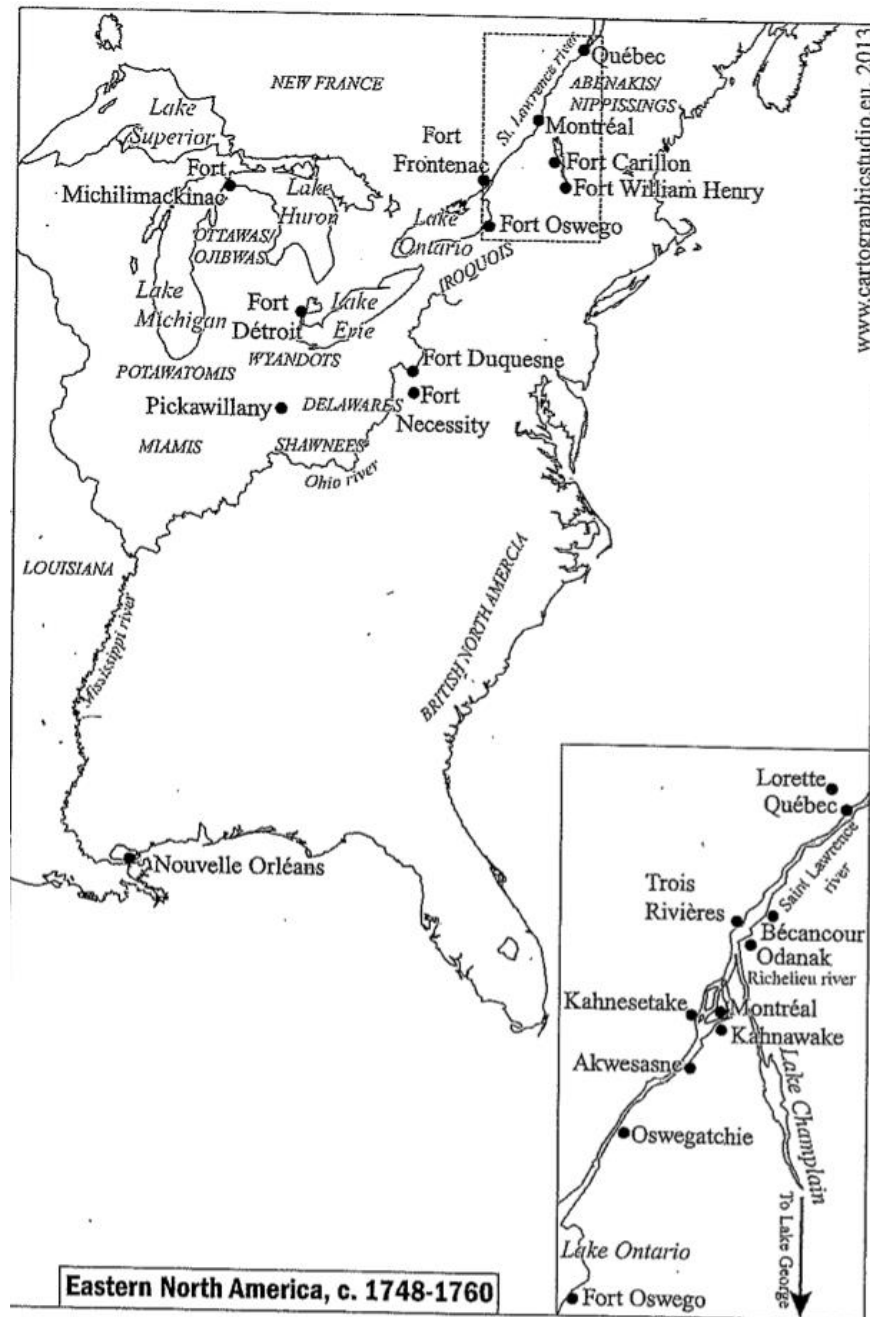 www.cartographicstudio.eu, 2013
NEW FRANCE
St. Lawrence river
Québec
ABENAKIS/
NIPPISSINGS
Lake
Superior
Fort
Frontenac
Montréal
Fort Carillon
Fort William Henry
Fort
Michilimackinac
Lake
Huron
OTTAWAS/
OJIBWAS
Lake
Ontario
Fort Oswego
IROQUOIS
Lake
Michigan
Fort
Détroit
Lake
Erie
WYANDOTS
POTAWATOMIS
Fort Duquesne
Pickawillany
DELAWARES
Fort
Necessity
MIAMIS
SHAWNEES
Ohio river
LOUISIANA
Mississippi river
BRITISH NORTH AMERCIA
Nouvelle Orléans
Lorette
Québec
Saint Lawrence
river
Trois
Rivières
Bécancour
Odanak
Richelieu river
Kahnesetake
Montréal
Kahnawake
Akwesasne
Lake Champlain
Oswegatchie
To Lake George
Lake Ontario
Fort Oswego
Eastern North America, c. 1748-1760